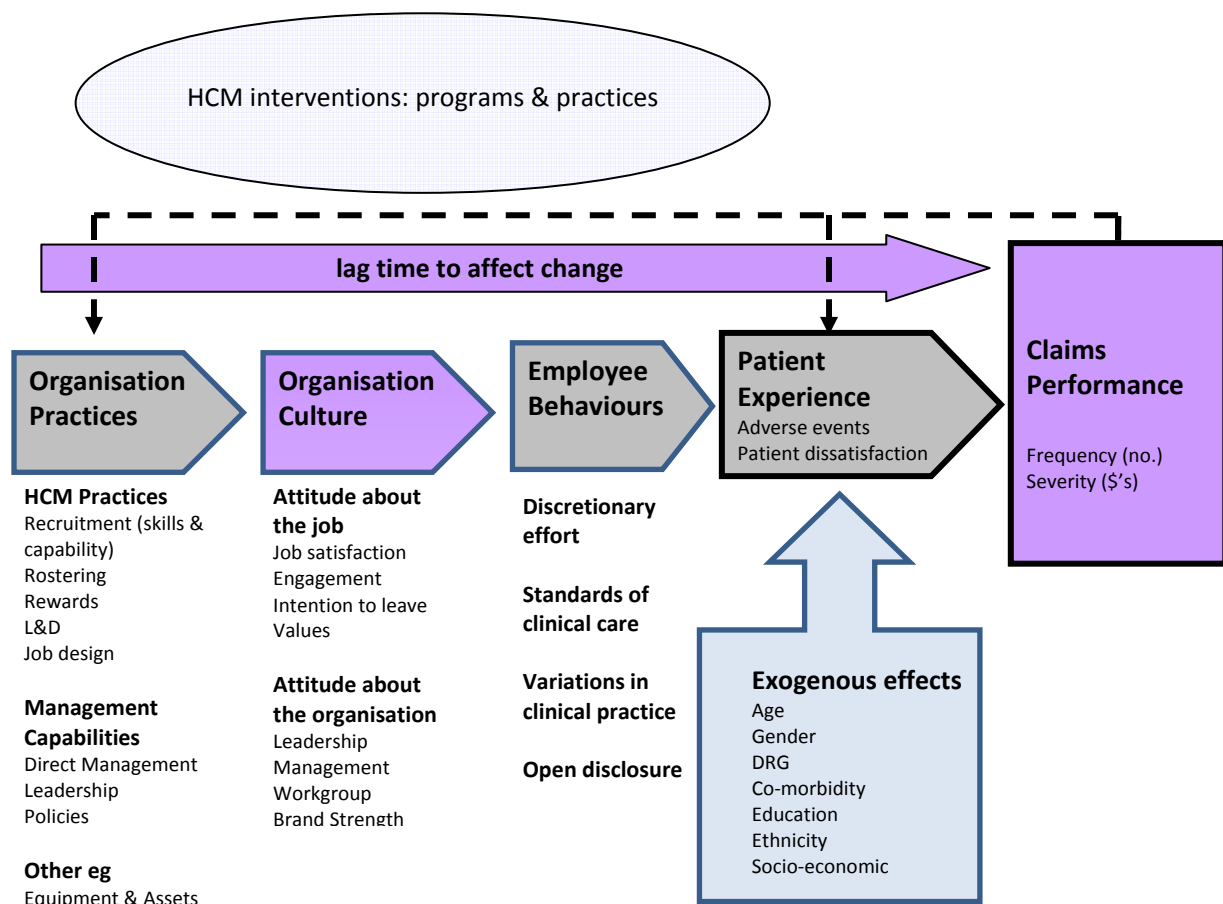 HCM interventions: programs & practices
lag time to affect change
Organisation
Practices
HCM Practices
Recruitment (skills &
capability)
Rostering
Rewards
L&D
Job design
Management
Capabilities
Direct Management
Leadership
Policies
Other eg
Equipment & Assets
Organisation
Culture
Attitude about
the job
Job satisfaction
Engagement
Intention to leave
Values
Attitude about
the organisation
Leadership
Management
Workgroup
Brand Strength
Employee
Behaviours
Discretionary
effort
Standards of
clinical care
Variations in
clinical practice
Open disclosure
Patient
Experience
Adverse events
Patient dissatisfaction
Exogenous effects
Age
Gender
DRG
Co-morbidity
Education
Ethnicity
Socio-economic
Claims
Performance
Frequency (no.)
Severity ($'s)